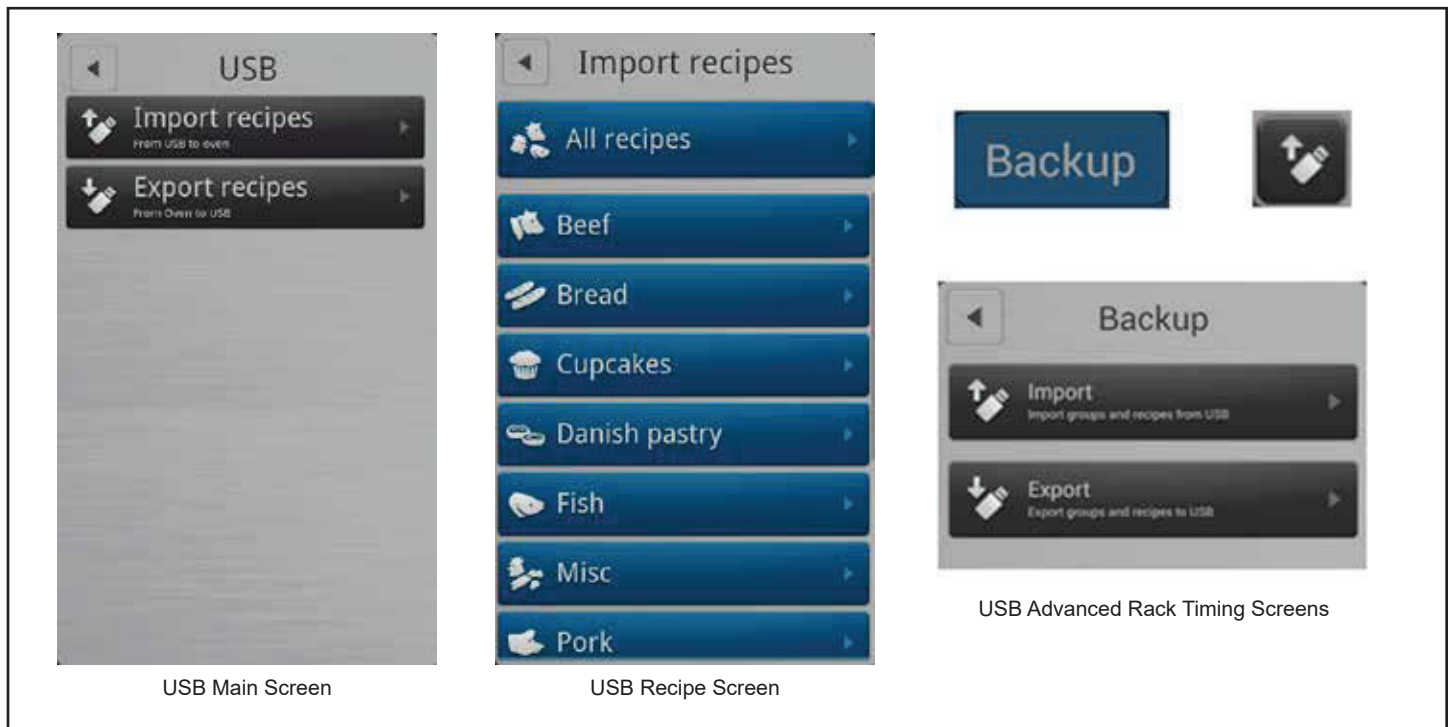 USB
Import recipes
From USB to oven
Export recipes
From Oven to USB
USB Main Screen
Import recipes
All recipes
Beef
Bread
Cupcakes
Danish pastry
Fish
Misc
Pork
USB Recipe Screen
Backup
Backup
Import
Import groups and recipes from USB
Export
Export groups and recipes to USB
USB Advanced Rack Timing Screens